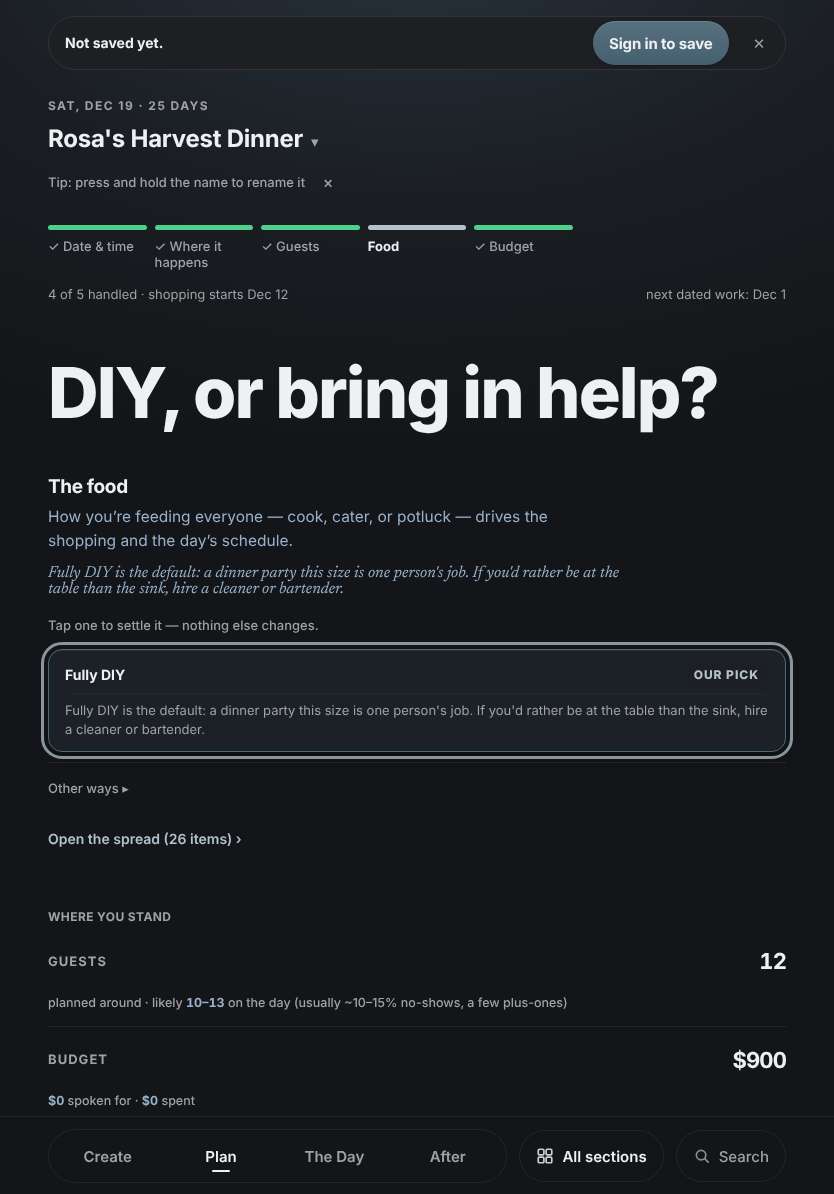 Not saved yet.
Sign in to save ×
SAT, DEC 19 · 25 DAYS
Rosa's Harvest Dinner ▾
Tip: press and hold the name to rename it ×
✓ Date & time
✓ Where it
happens
✓ Guests
Food
✓ Budget
4 of 5 handled · shopping starts Dec 12
next dated work: Dec 1
DIY, or bring in help?
The food
How you’re feeding everyone — cook, cater, or potluck — drives the
shopping and the day’s schedule.
Fully DIY is the default: a dinner party this size is one person's job. If you'd rather be at the
table than the sink, hire a cleaner or bartender.
Tap one to settle it — nothing else changes.
Fully DIY
OUR PICK
Fully DIY is the default: a dinner party this size is one person's job. If you'd rather be at the table than the sink, hire
a cleaner or bartender.
Other ways ▸
Open the spread (26 items) ›
WHERE YOU STAND
GUESTS
12
planned around · likely 10–13 on the day (usually ~10–15% no-shows, a few plus-ones)
BUDGET
$900
$0 spoken for · $0 spent
Create
Plan
The Day
After
All sections
Search